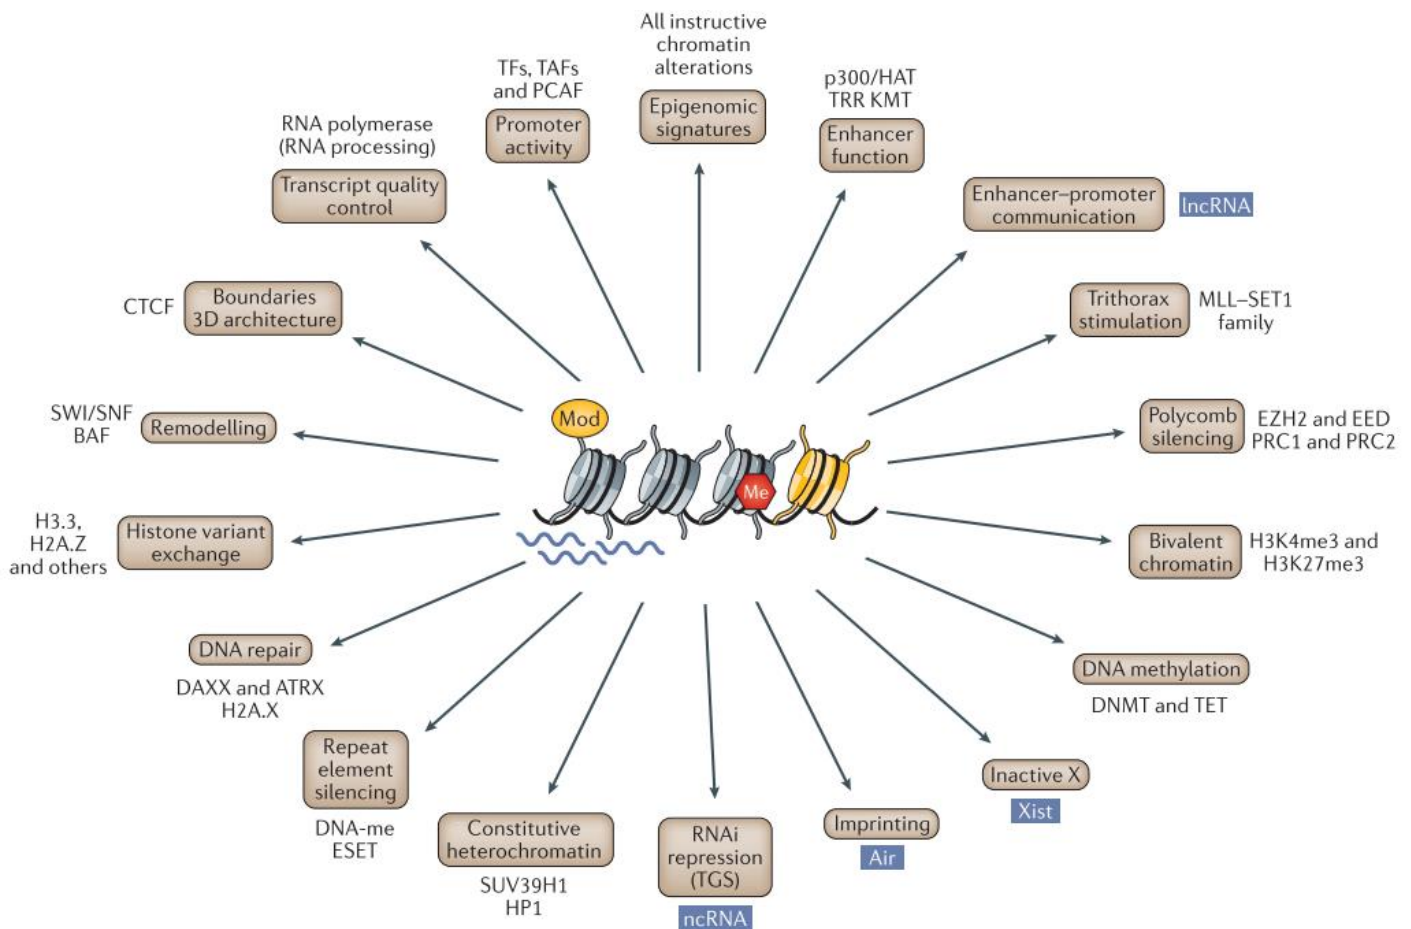 All instructive
chromatin
alterations
Epigenomic
signatures
p300/HAT
TRR KMT
Enhancer
function
Enhancer–promoter
communication
lncRNA
Trithorax
stimulation
MLL–SET1
family
Polycomb
silencing
EZH2 and EED
PRC1 and PRC2
Bivalent
chromatin
H3K4me3 and
H3K27me3
DNA methylation
DNMT and TET
Inactive X
Xist
Imprinting
Air
RNAi
repression
(TGS)
ncRNA
Constitutive
heterochromatin
SUV39H1
HP1
Repeat
element
silencing
DNA-me
ESET
DNA repair
DAXX and ATRX
H2A.X
H3.3,
H2A.Z
and others
Histone variant
exchange
SWI/SNF
BAF
Remodelling
CTCF
Boundaries
3D architecture
RNA polymerase
(RNA processing)
Transcript quality
control
TFs, TAFs
and PCAF
Promoter
activity
Mod
Me